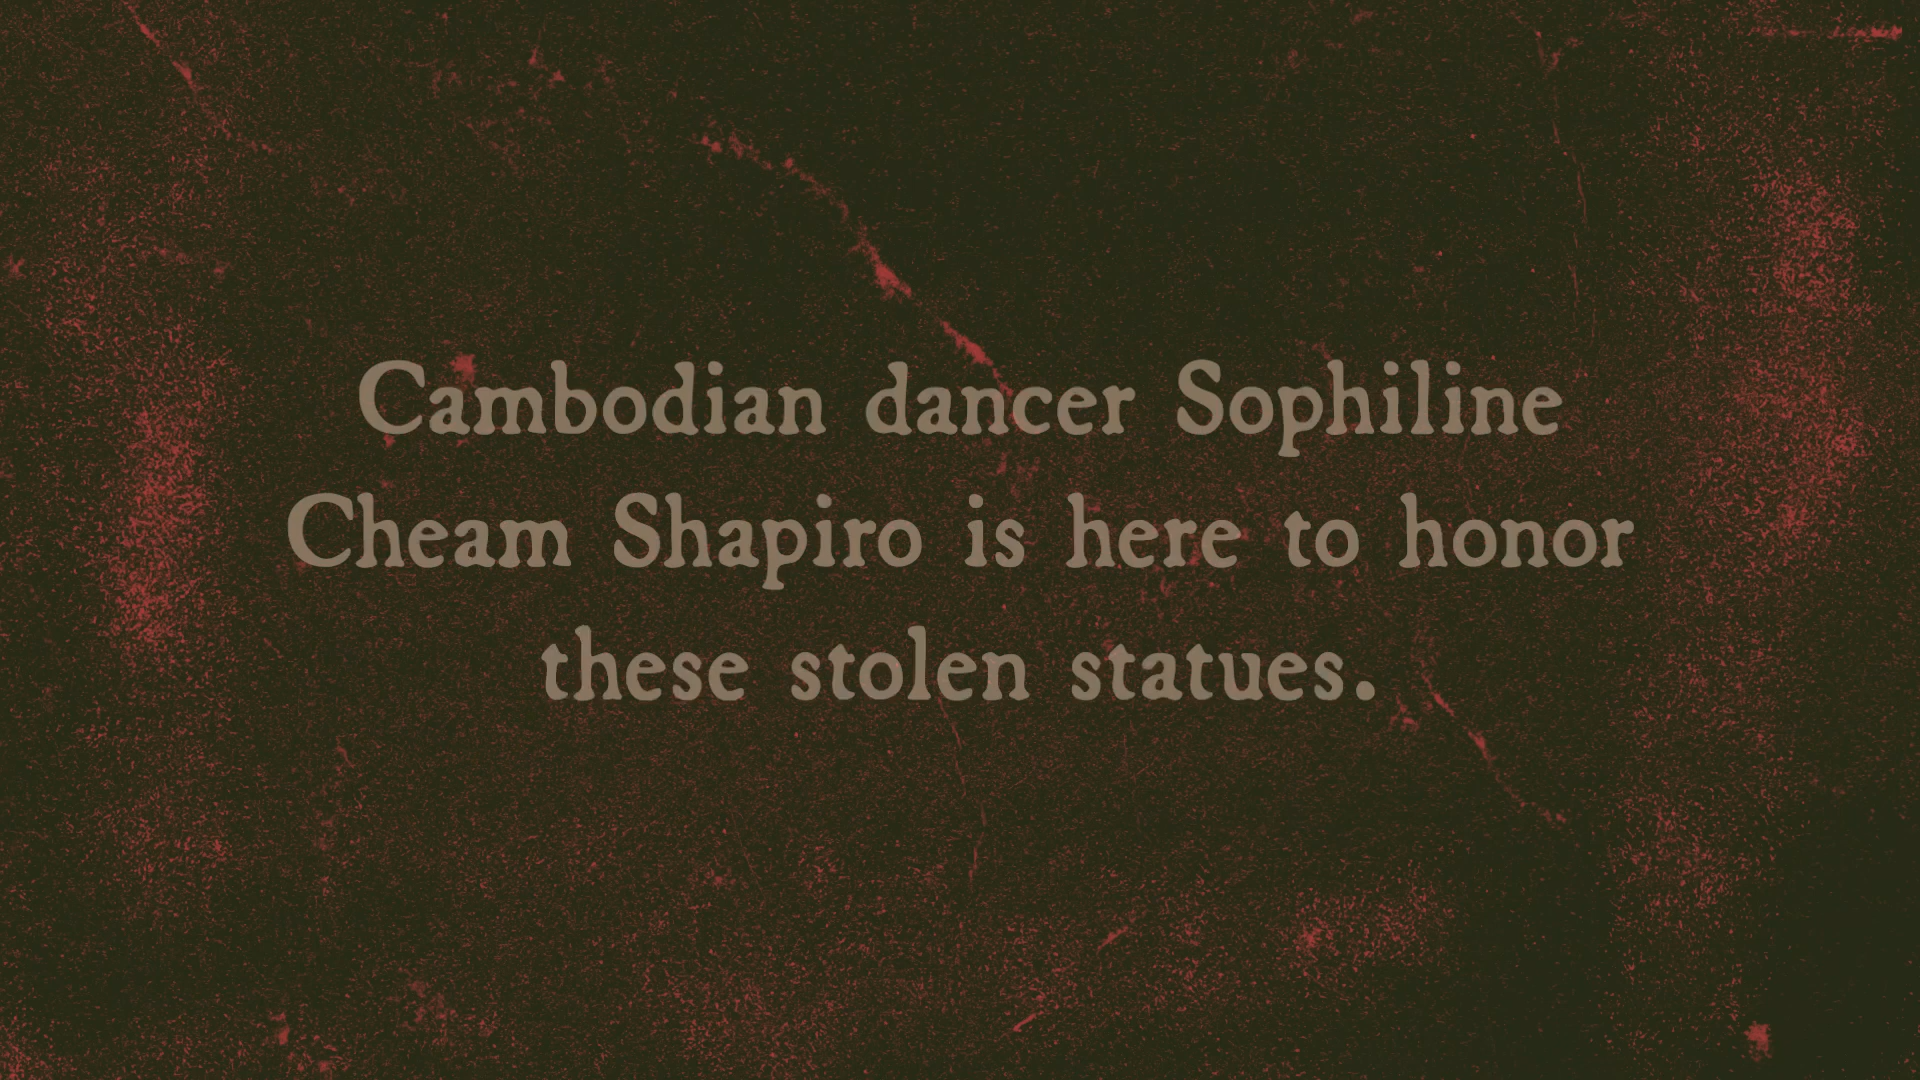 Cambodian dancer Sophiline
Cheam Shapiro is here to honor
these stolen statues.